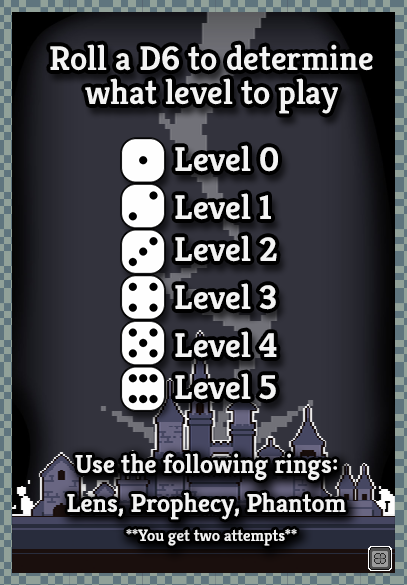 Roll a D6 to determine
what level to play
Level 0
Level 1
Level 2
Level 3
Level 4
Level 5
Use the following rings:
Lens, Prophecy, Phantom
**You get two attempts**